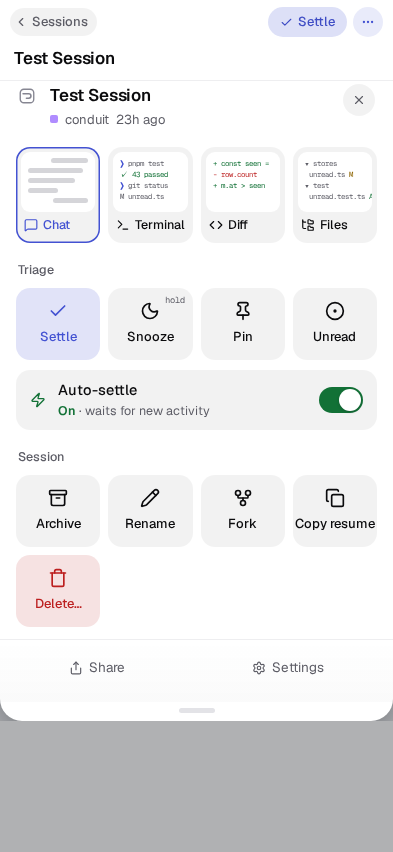 Sessions
Settle
Test Session
Test Session
conduit 23h ago
❯ pnpm test
✓ 43 passed
❯ git status
M unread.ts
+ const seen =
- row.count
+ m.at > seen
▾ stores
unread.ts M
▾ test
unread.test.ts A
Chat
Terminal
Diff
Files
Triage
hold
Settle
Snooze
Pin
Unread
Auto-settle
On · waits for new activity
Session
Archive
Rename
Fork
Copy resume
Delete…
Share
Settings